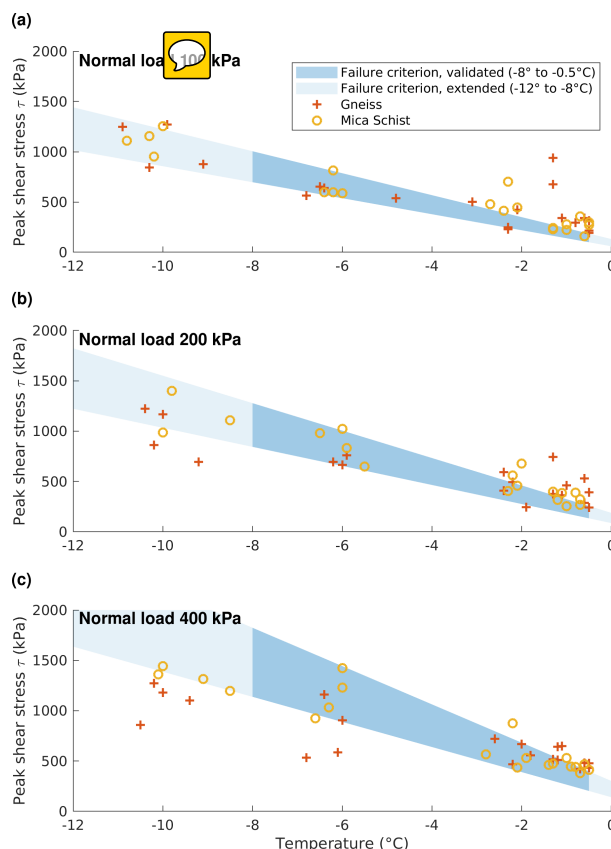 (a)
2000
1500
1000
500
0
Peak shear stress τ (kPa)
Normal load 100 kPa
Failure criterion, validated (-8° to -0.5°C)
Failure criterion, extended (-12° to -8°C)
Gneiss
Mica Schist
-12 -10 -8 -6 -4 -2 0
(b)
2000
1500
1000
500
0
Peak shear stress τ (kPa)
Normal load 200 kPa
-12 -10 -8 -6 -4 -2 0
(c)
2000
1500
1000
500
0
Peak shear stress τ (kPa)
Normal load 400 kPa
-12 -10 -8 -6 -4 -2 0
Temperature (°C)